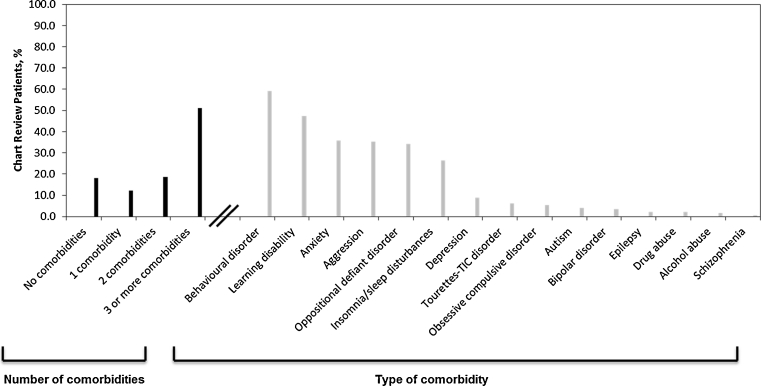 Chart Review Patients, %
100.0
90.0
80.0
70.0
60.0
50.0
40.0
30.0
20.0
10.0
0.0
No comorbidities
1 comorbidity
2 comorbidities
3 or more comorbidities
Behavioural disorder
Learning disability
Anxiety
Aggression
Oppositional defiant disorder
Insomnia/sleep disturbances
Depression
Tourettes-TIC disorder
Obsessive compulsive disorder
Autism
Bipolar disorder
Epilepsy
Drug abuse
Alcohol abuse
Schizophrenia
Number of comorbidities
Type of comorbidity